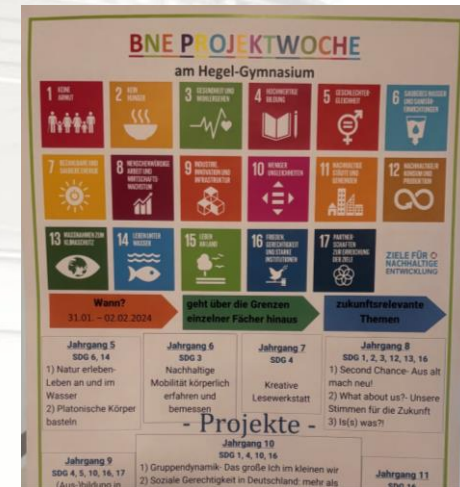 BNE PROJEKTWOCHE
am Hegel-Gymnasium
1 KEINE ARMUT
2 KEIN HUNGER
3 GESUNDHEIT UND WOHLERGEHEN
4 HOCHWERTIGE BILDUNG
5 GESCHLECHTER-GLEICHHEIT
6 SAUBERES WASSER UND SANITÄR-EINRICHTUNGEN
7 BEZAHLBARE UND SAUBERE ENERGIE
8 MENSCHENWÜRDIGE ARBEIT UND WIRTSCHAFTS-WACHSTUM
9 INDUSTRIE, INNOVATION UND INFRASTRUKTUR
10 WENIGER UNGLEICHHEITEN
11 NACHHALTIGE STÄDTE UND GEMEINDEN
12 NACHHALTIGE/R KONSUM UND PRODUKTION
13 MASSNAHMEN ZUM KLIMASCHUTZ
14 LEBEN UNTER WASSER
15 LEBEN AN LAND
16 FRIEDEN, GERECHTIGKEIT UND STARKE INSTITUTIONEN
17 PARTNER-SCHAFTEN ZUR ERREICHUNG DER ZIELE
ZIELE FÜR
NACHHALTIGE
ENTWICKLUNG
Wann?
31.01. – 02.02.2024
geht über die Grenzen
einzelner Fächer hinaus
zukunftsrelevante
Themen
Jahrgang 5
SDG 6, 14
1) Natur erleben-
Leben an und im
Wasser
2) Platonische Körper
basteln
Jahrgang 6
SDG 3
Nachhaltige
Mobilität körperlich
erfahren und
bemessen
Jahrgang 7
SDG 4
Kreative
Lesewerkstatt
Jahrgang 8
SDG 1, 2, 3, 12, 13, 16
1) Second Chance- Aus alt
mach neu!
2) What about us?- Unsere
Stimmen für die Zukunft
3) Is(s) was?!
- Projekte -
Jahrgang 9
SDG 4, 5, 10, 16, 17
(Aus-)bildung in
Jahrgang 10
SDG 1, 4, 10, 16
1) Gruppendynamik- Das große Ich im kleinen wir
2) Soziale Gerechtigkeit in Deutschland: mehr als
Jahrgang 11
SDG 16